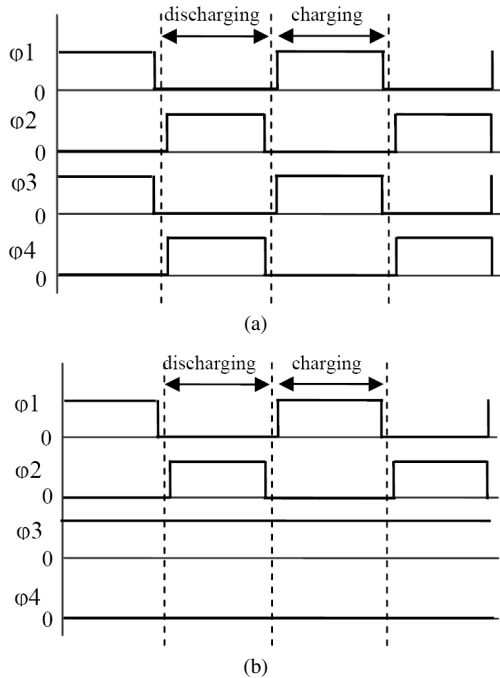 discharging charging
φ1
0
φ2
0
φ3
0
φ4
0
(a)
discharging charging
φ1
0
φ2
0
φ3
0
φ4
0
(b)